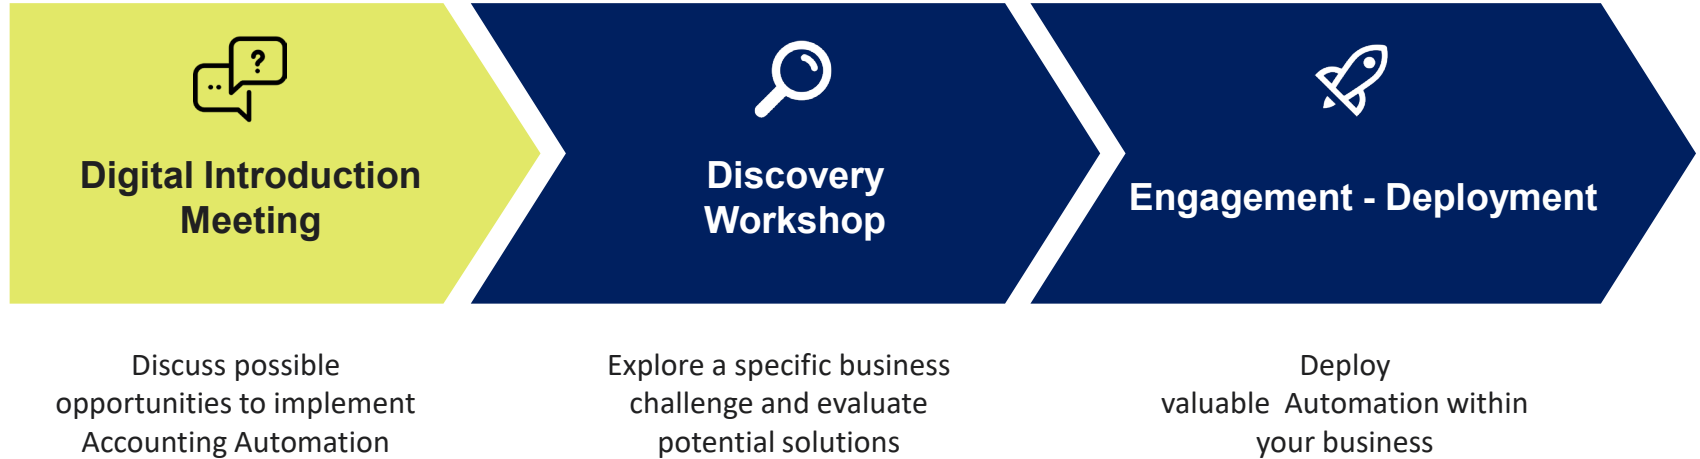 ?
Digital Introduction
Meeting
Discuss possible
opportunities to implement
Accounting Automation
Discovery
Workshop
Explore a specific business
challenge and evaluate
potential solutions
Engagement - Deployment
Deploy
valuable  Automation within
your business